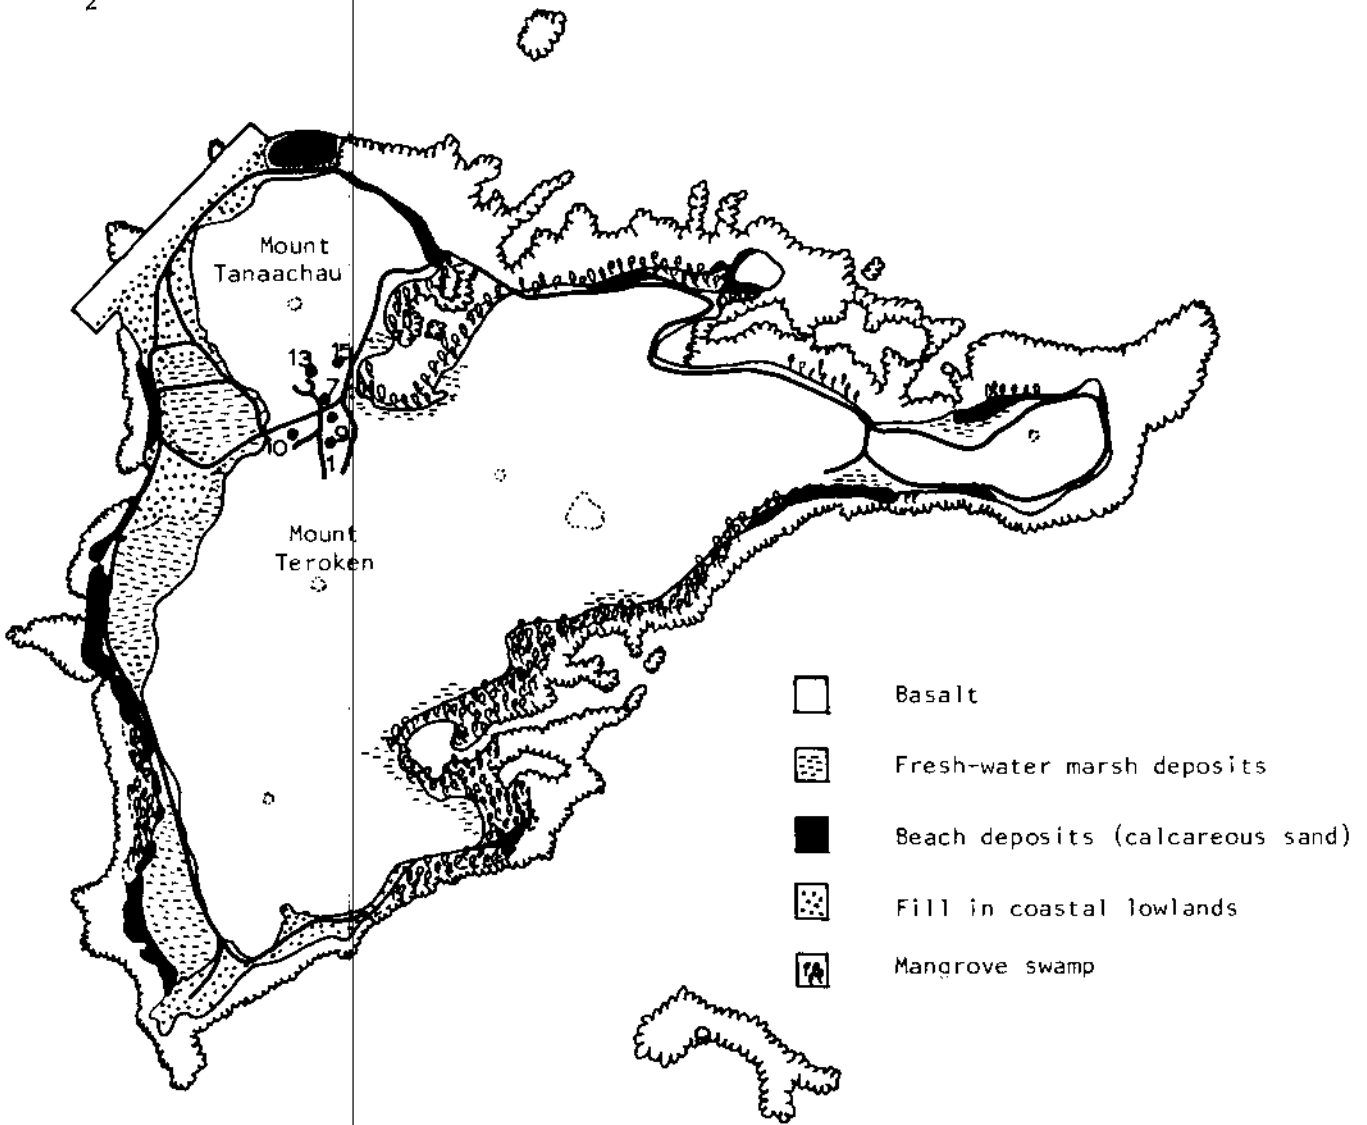 2
Mount
Tanaachau
13
15
7
9
10
1
Mount
Teroken
Basalt
Fresh-water marsh deposits
Beach deposits (calcareous sand)
Fill in coastal lowlands
Mangrove swamp